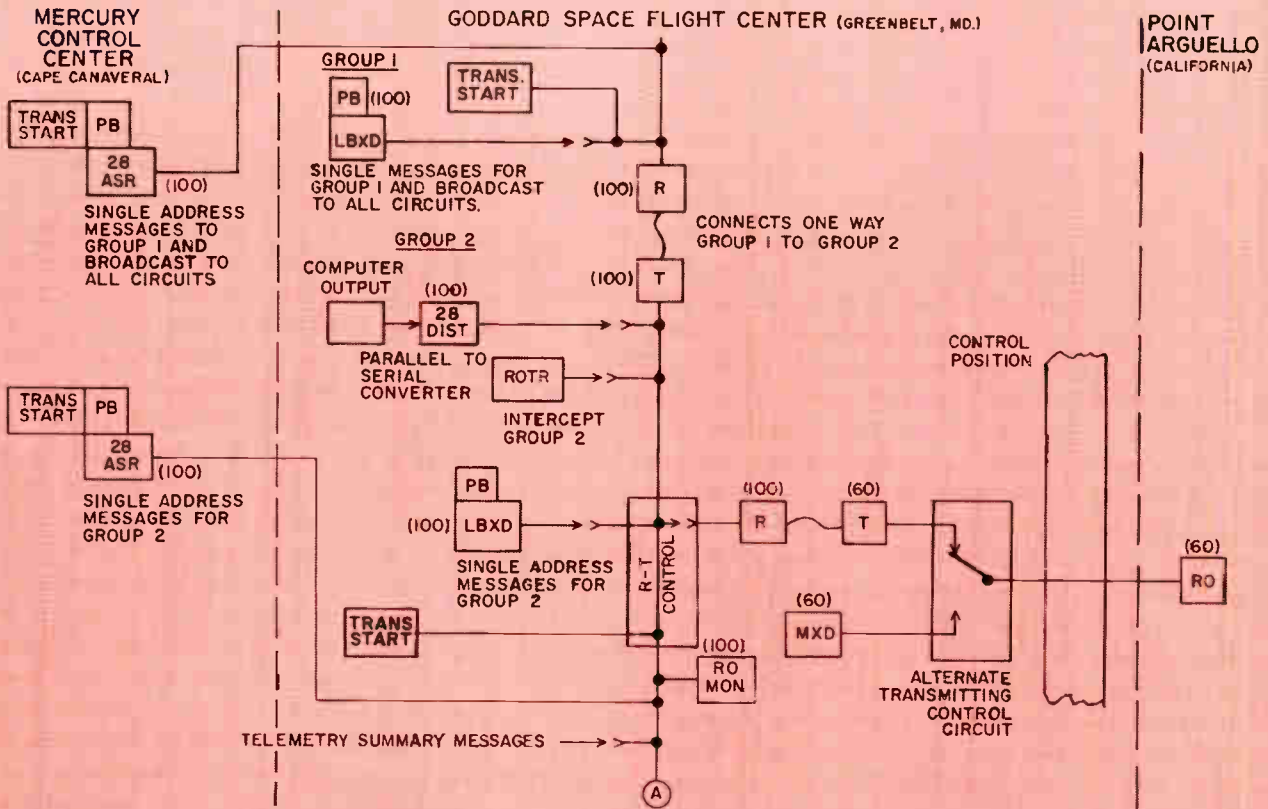 MERCURY
CONTROL
CENTER
(CAPE CANAVERAL)
GODDARD SPACE FLIGHT CENTER (GREENBELT, MD.)
POINT
ARGUELLO
(CALIFORNIA)
TRANS
START
PB
28
ASR
(100)
SINGLE ADDRESS
MESSAGES TO
GROUP 1 AND
BROADCAST TO
ALL CIRCUITS
GROUP 1
PB
(100)
LBXD
TRANS.
START
SINGLE MESSAGES FOR
GROUP 1 AND BROADCAST
TO ALL CIRCUITS.
(100)
R
CONNECTS ONE WAY
GROUP 1 TO GROUP 2
(100)
T
GROUP 2
COMPUTER
OUTPUT
(100)
28
DIST
PARALLEL TO
SERIAL
CONVERTER
ROTR
INTERCEPT
GROUP 2
CONTROL
POSITION
TRANS
START
PB
28
ASR
(100)
SINGLE ADDRESS
MESSAGES FOR
GROUP 2
PB
(100)
LBXD
SINGLE ADDRESS
MESSAGES FOR
GROUP 2
R-T
CONTROL
(100)
R
(60)
T
(60)
MXD
(60)
RO
TRANS
START
(100)
RO
MON
ALTERNATE
TRANSMITTING
CONTROL
CIRCUIT
TELEMETRY SUMMARY MESSAGES
A